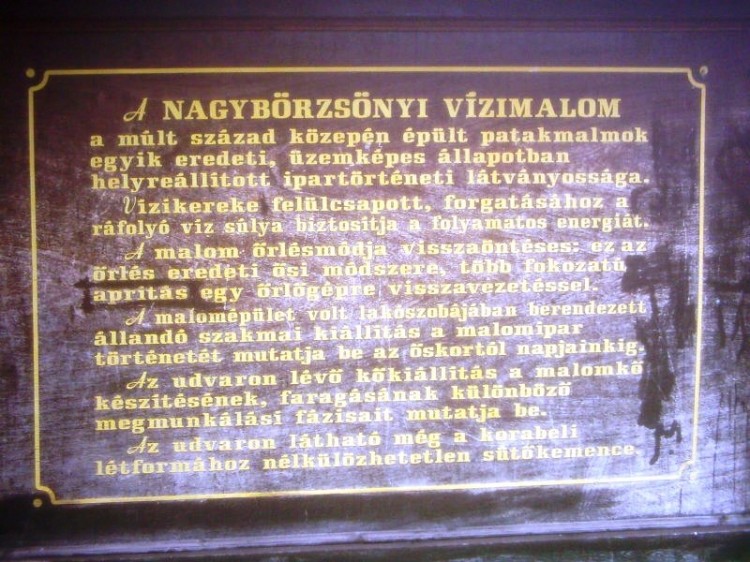 A NAGYBÖRZSÖNYI VÍZIMALOM
a múlt század közepén épült patakmalmok
egyik eredeti, üzemképes állapotban
helyreállított ipartörténeti látványossága.
Vízikereke felülcsapott, forgatásához a
ráfolyó víz súlya biztosítja a folyamatos energiát.
A malom őrlésmódja visszaöntéses: ez az
őrlés eredeti ősi módszere, több fokozatú
aprítás egy őrlőgépre visszavezetéssel.
A malomépület volt lakószobájában berendezett
állandó szakmai kiállítás a malomipar
történetét mutatja be az őskortól napjainkig.
Az udvaron lévő kőkiállítás a malomkő
készítésének, faragásának különböző
megmunkálási fázisait mutatja be.
Az udvaron látható még a korabeli
létformához nélkülözhetetlen sütőkemence.